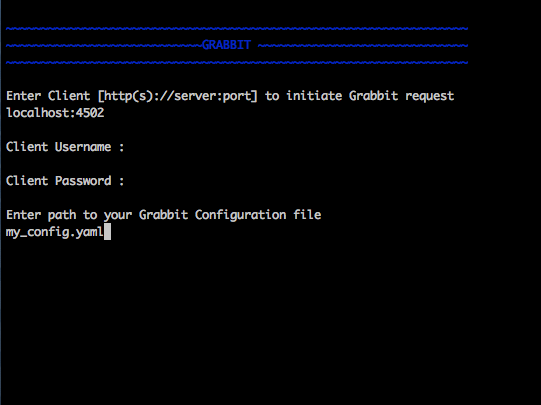 ~~~~~~~~~~~~~~~~~~~~~~~~~~~~~~~~~~~~~~~~~~~~~~~~~~~~~~~~~~~~~~~~~~
~~~~~~~~~~~~~~~~~~~~~~~~~~~~GRABBIT ~~~~~~~~~~~~~~~~~~~~~~~~~~~~~~
~~~~~~~~~~~~~~~~~~~~~~~~~~~~~~~~~~~~~~~~~~~~~~~~~~~~~~~~~~~~~~~~~~
Enter Client [http(s)://server:port] to initiate Grabbit request
localhost:4502
Client Username :
Client Password :
Enter path to your Grabbit Configuration file
my_config.yaml